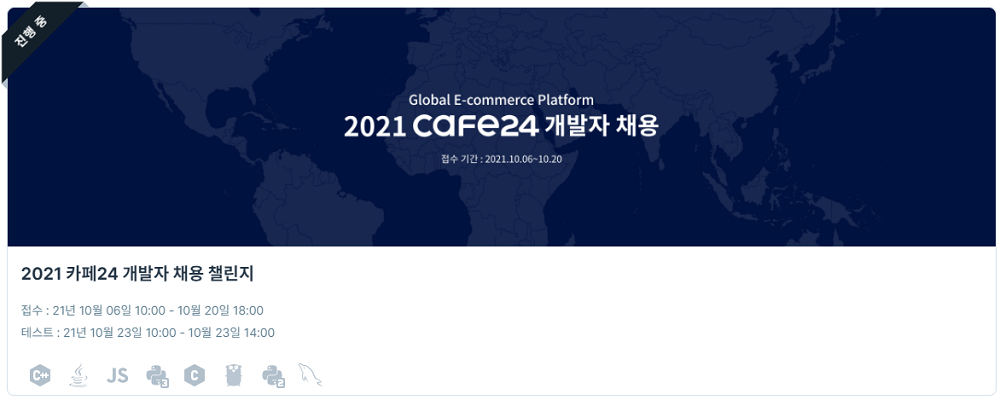 진행 중
Global E-commerce Platform
2021 cafe24 개발자 채용
접수 기간 : 2021.10.06~10.20
2021 카페24 개발자 채용 챌린지
접수 : 21년 10월 06일 10:00 - 10월 20일 18:00
테스트 : 21년 10월 23일 10:00 - 10월 23일 14:00
C++ JS 3 C 2